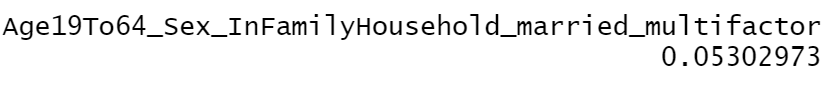 Age19To64_Sex_InFamilyHousehold_married_multifactor
0.05302973